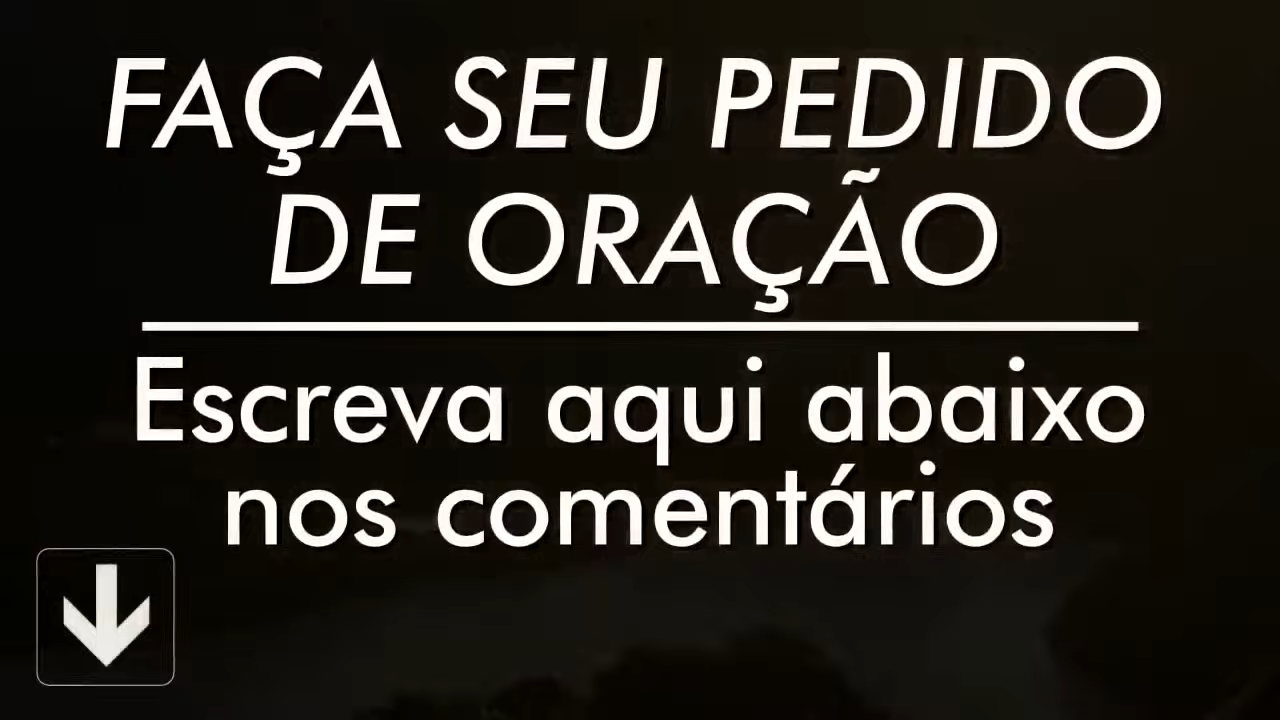 FAÇA SEU PEDIDO
DE ORAÇÃO
Escreva aqui abaixo
nos comentários